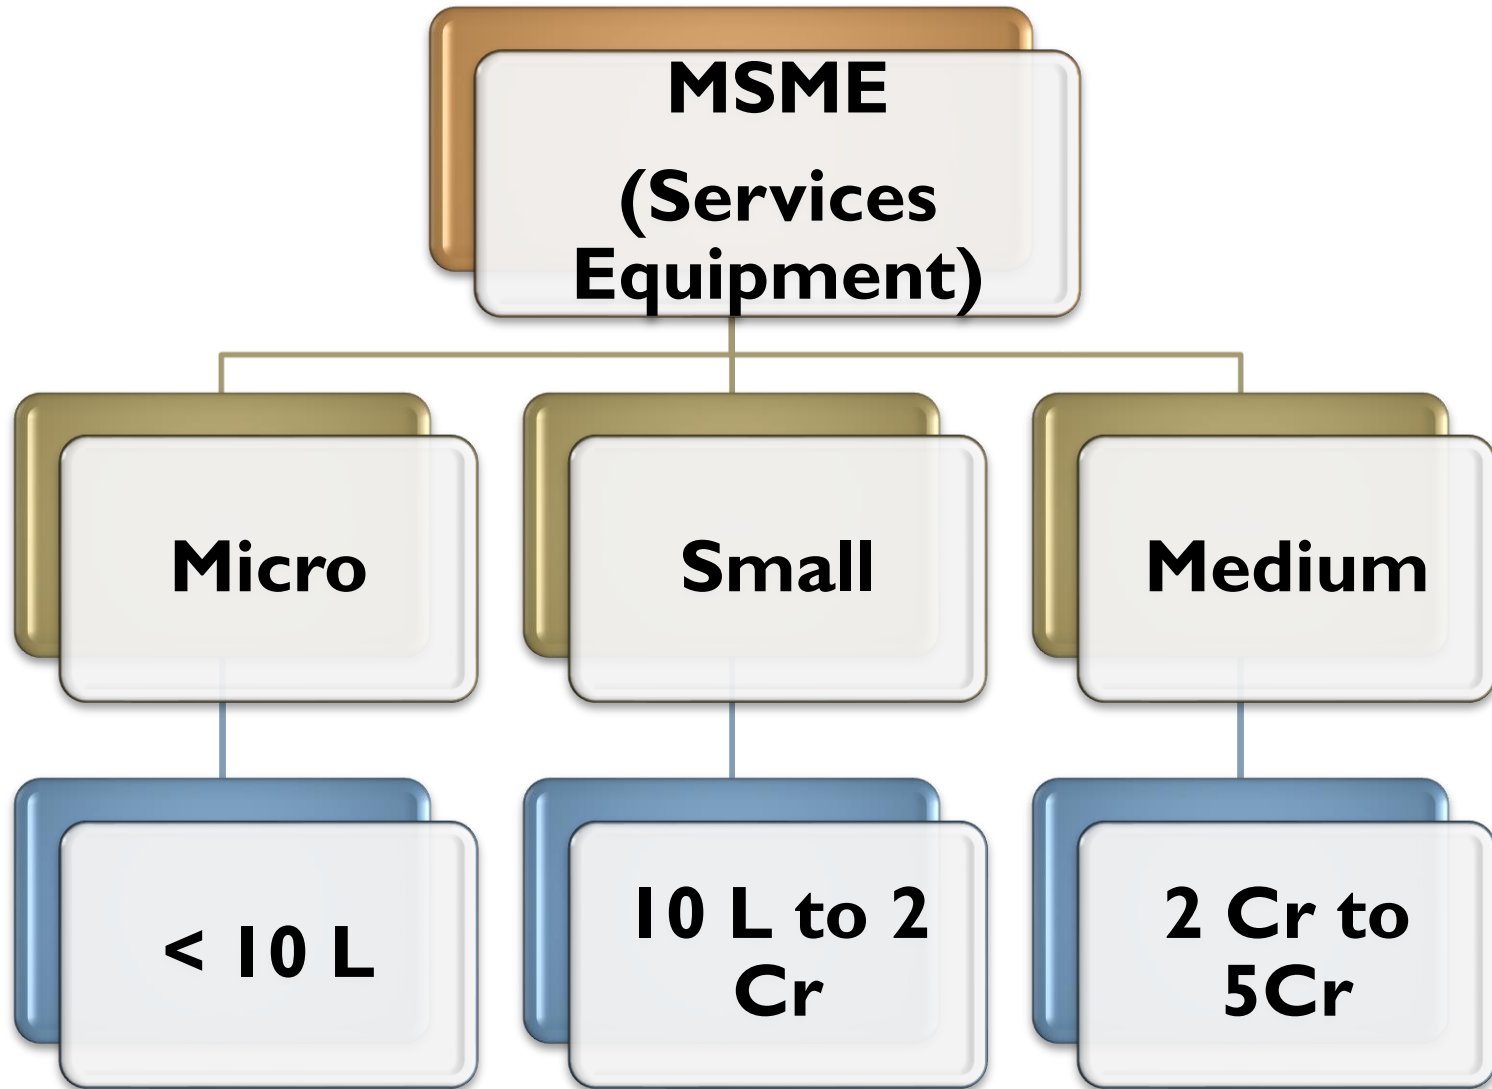 MSME
(Services
Equipment)
Micro
Small
Medium
< 10 L
10 L to 2
Cr
2 Cr to
5Cr